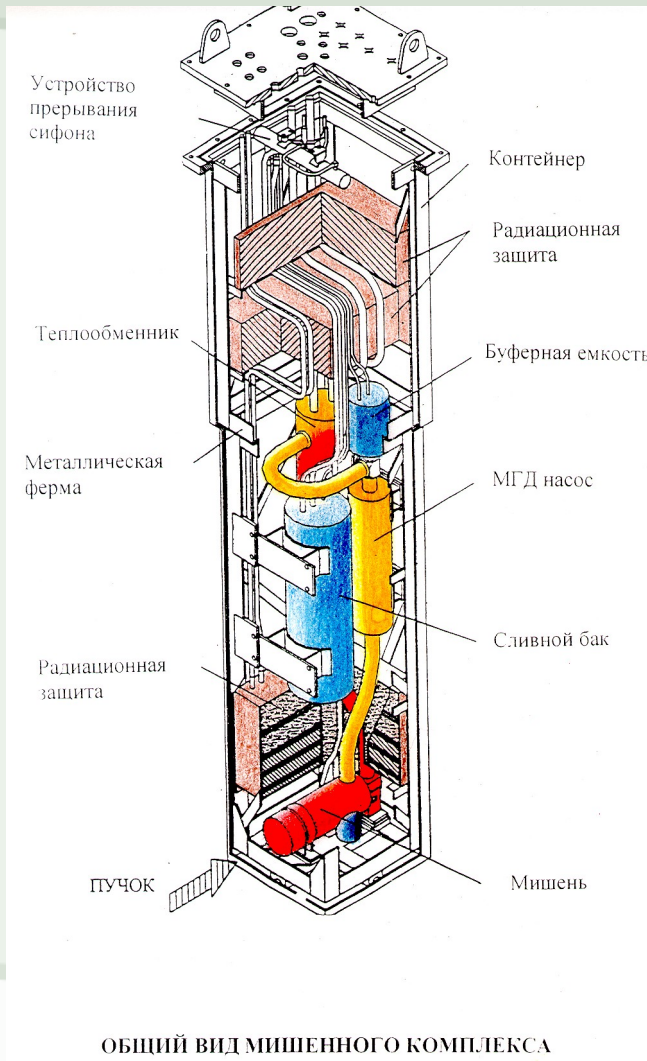 Устройство
прерывания
сифона
Контейнер
Радиационная
защита
Теплообменник
Буферная емкость
Металлическая
ферма
МГД насос
Сливной бак
Радиационная
защита
ПУЧОК
Мишень
ОБЩИЙ ВИД МИШЕННОГО КОМПЛЕКСА